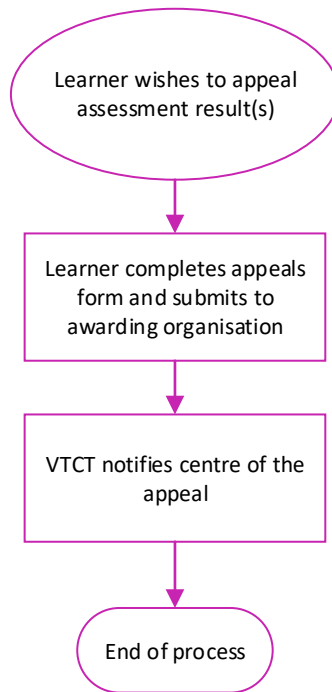 Learner wishes to appeal
assessment result(s)
Learner completes appeals
form and submits to
awarding organisation
VTCT notifies centre of the
appeal
End of process